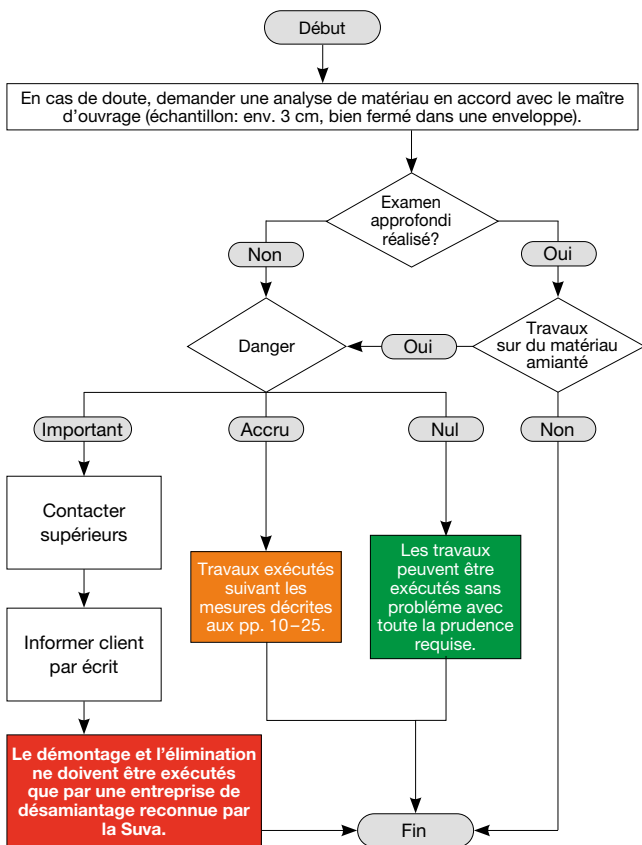 Début
En cas de doute, demander une analyse de matériau en accord avec le maître
d'ouvrage (échantillon: env. 3 cm, bien fermé dans une enveloppe).
Examen
approfondi
réalisé?
Non
Oui
Danger
Oui
Travaux
sur du matériau
amianté
Important
Accru
Nul
Non
Contacter
supérieurs
Travaux exécutés
suivant les
mesures décrites
aux pp. 10–25.
Les travaux
peuvent être
exécutés sans
probléme avec
toute la prudence
requise.
Informer client
par écrit
Le démontage et l'élimination
ne doivent être exécutés
que par une entreprise de
désamiantage reconnue par
la Suva.
Fin